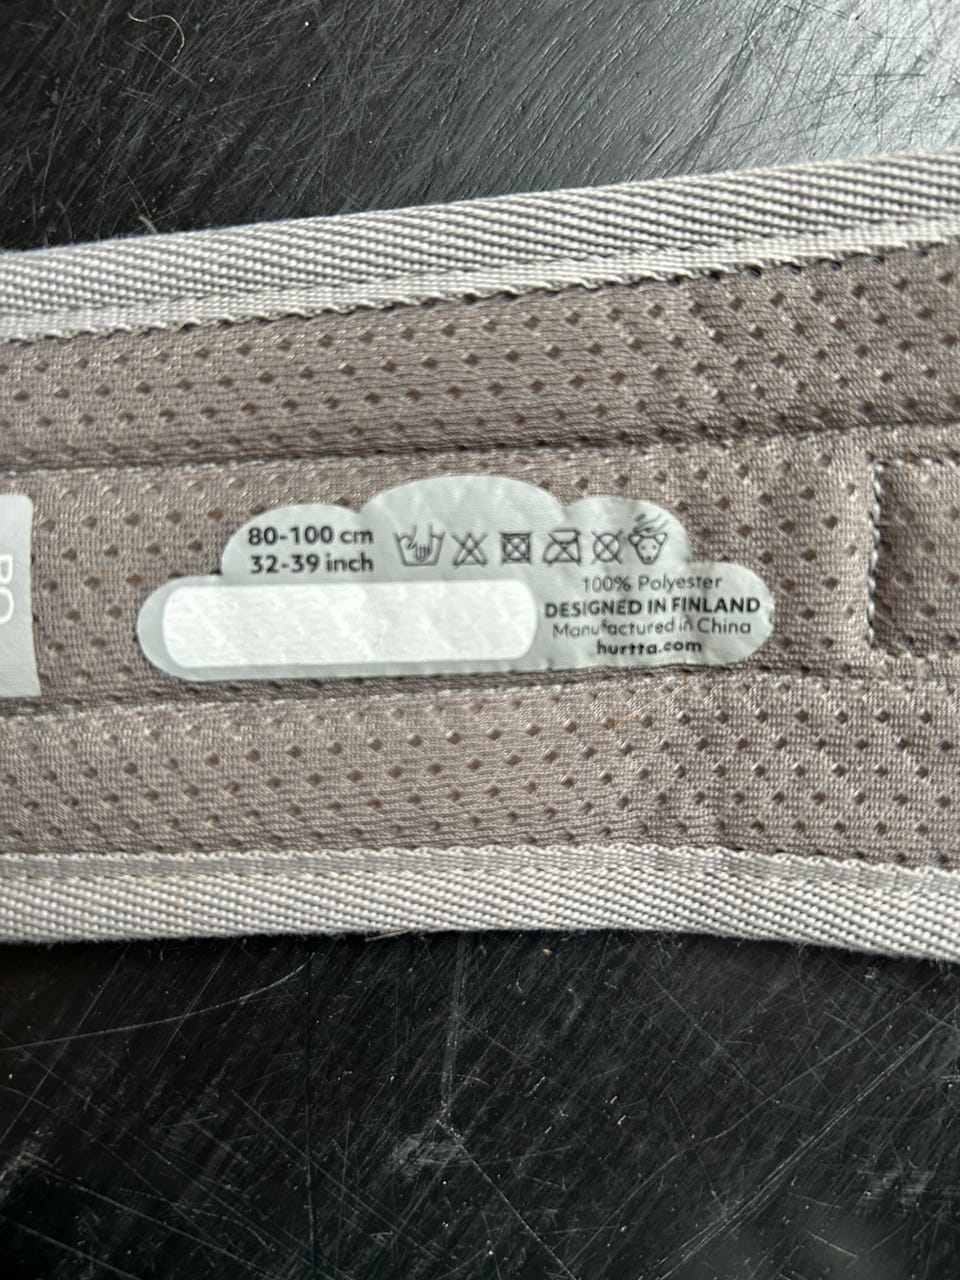 80-100 cm
32-39 inch
100% Polyester
DESIGNED IN FINLAND
Manufactured in China
hurtta.com